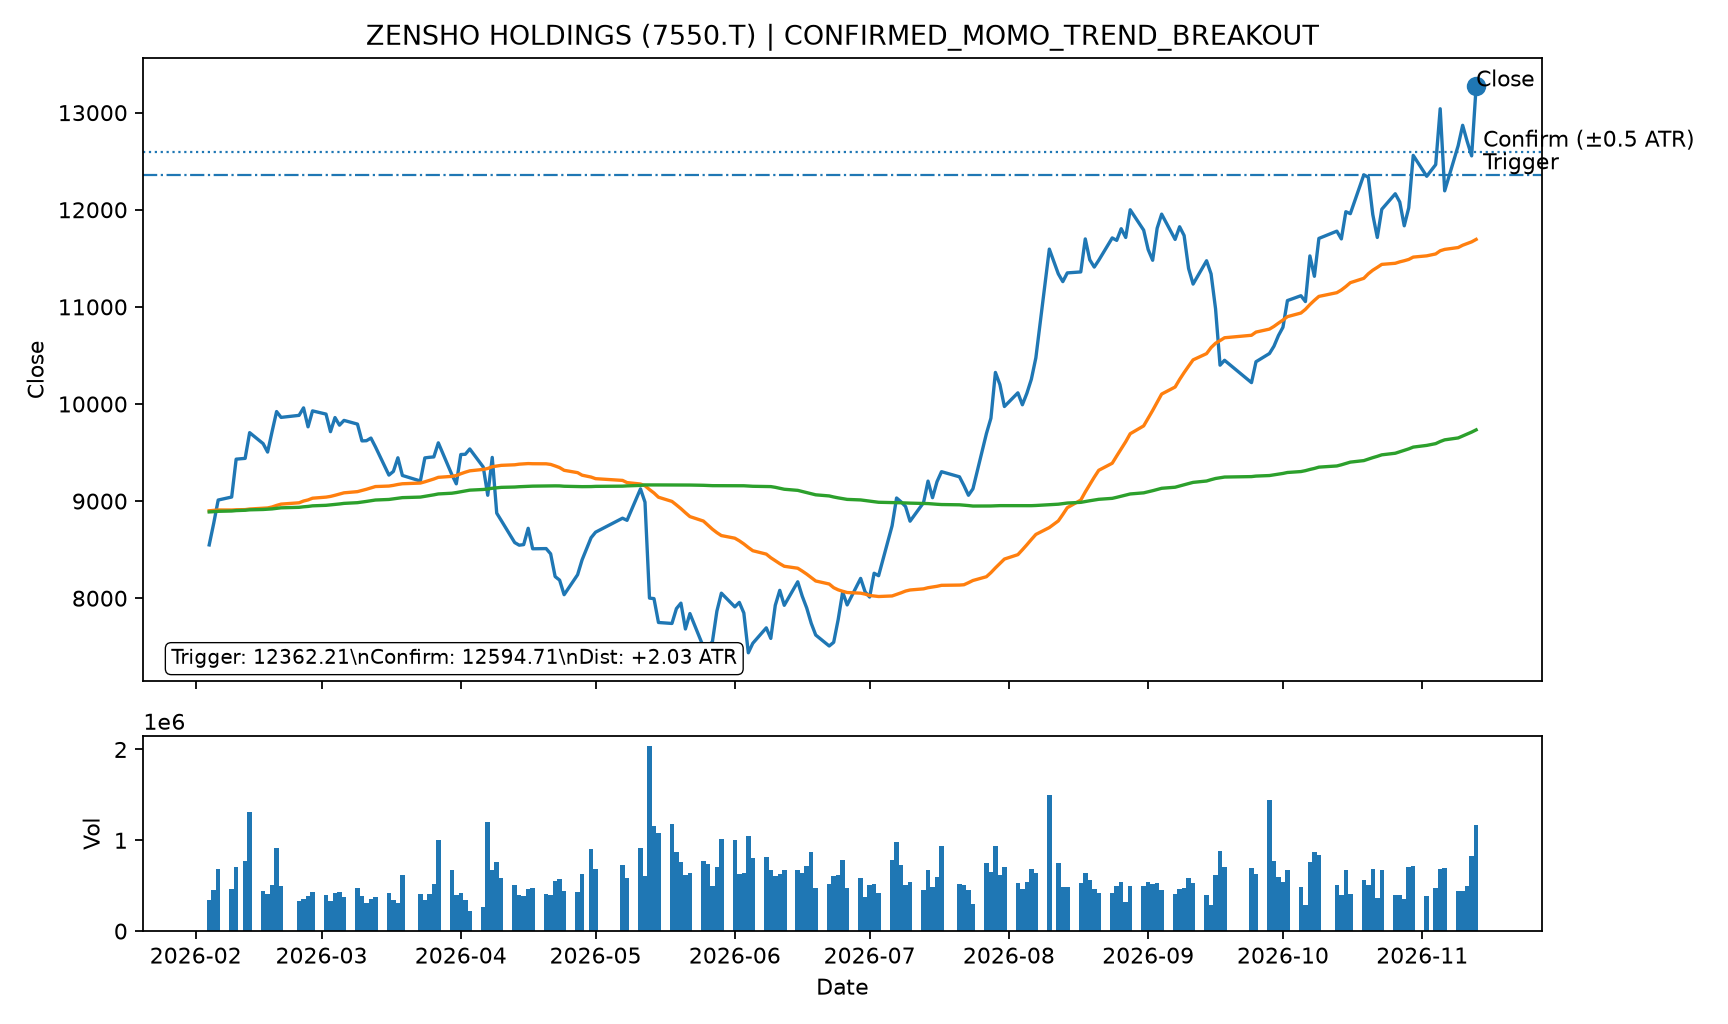 ZENSHO HOLDINGS (7550.T) | CONFIRMED_MOMO_TREND_BREAKOUT
Close
13000
12000
11000
10000
9000
8000
Close
Confirm (±0.5 ATR)
Trigger
Trigger: 12362.21\nConfirm: 12594.71\nDist: +2.03 ATR
1e6
Vol
2
1
0
2026-02 2026-03 2026-04 2026-05 2026-06 2026-07 2026-08 2026-09 2026-10 2026-11
Date